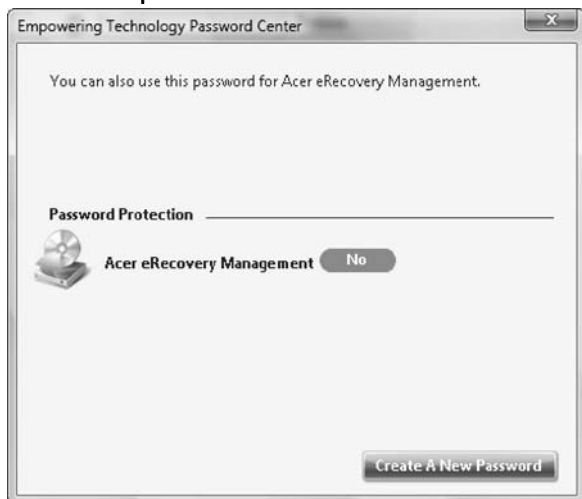 Empowering Technology Password Center
X
You can also use this password for Acer eRecovery Management.
Password Protection
Acer eRecovery Management No
Create A New Password